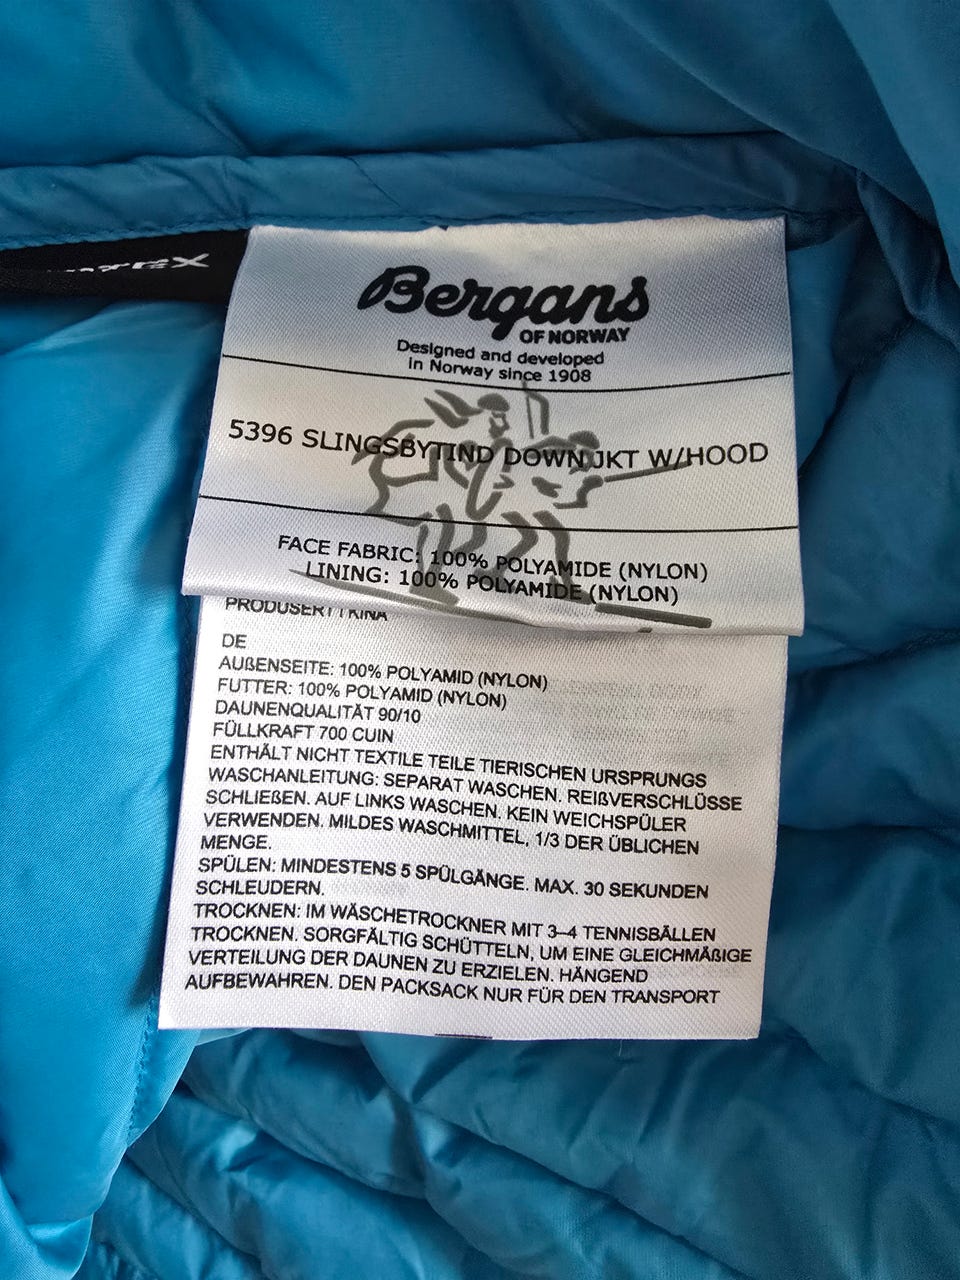 Bergans
OF NORWAY
Designed and developed
in Norway since 1908
5396 SLINGSBYTIND DOWN JKT W/HOOD
FACE FABRIC: 100% POLYAMIDE (NYLON)
LINING: 100% POLYAMIDE (NYLON)
PRODUSERT I KINA
DE
AUßENSEITE: 100% POLYAMID (NYLON)
FUTTER: 100% POLYAMID (NYLON)
DAUNENQUALITÄT 90/10
FÜLLKRAFT 700 CUIN
ENTHÄLT NICHT TEXTILE TEILE TIERISCHEN URSPRUNGS
WASCHANLEITUNG: SEPARAT WASCHEN. REIßVERSCHLÜSSE
SCHLIEßEN. AUF LINKS WASCHEN. KEIN WEICHSPÜLER
VERWENDEN. MILDES WASCHMITTEL, 1/3 DER ÜBLICHEN
MENGE.
SPÜLEN: MINDESTENS 5 SPÜLGÄNGE. MAX. 30 SEKUNDEN
SCHLEUDERN.
TROCKNEN: IM WÄSCHETROCKNER MIT 3–4 TENNISBÄLLEN
TROCKNEN. SORGFÄLTIG SCHÜTTELN, UM EINE GLEICHMÄßIGE
VERTEILUNG DER DAUNEN ZU ERZIELEN. HÄNGEND
AUFBEWAHREN. DEN PACKSACK NUR FÜR DEN TRANSPORT